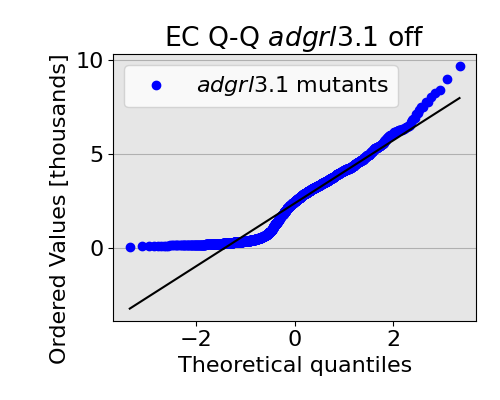 EC Q-Q adgrl3.1 off
adgrl3.1 mutants
Ordered Values [thousands]
10
5
0
−2 0 2
Theoretical quantiles